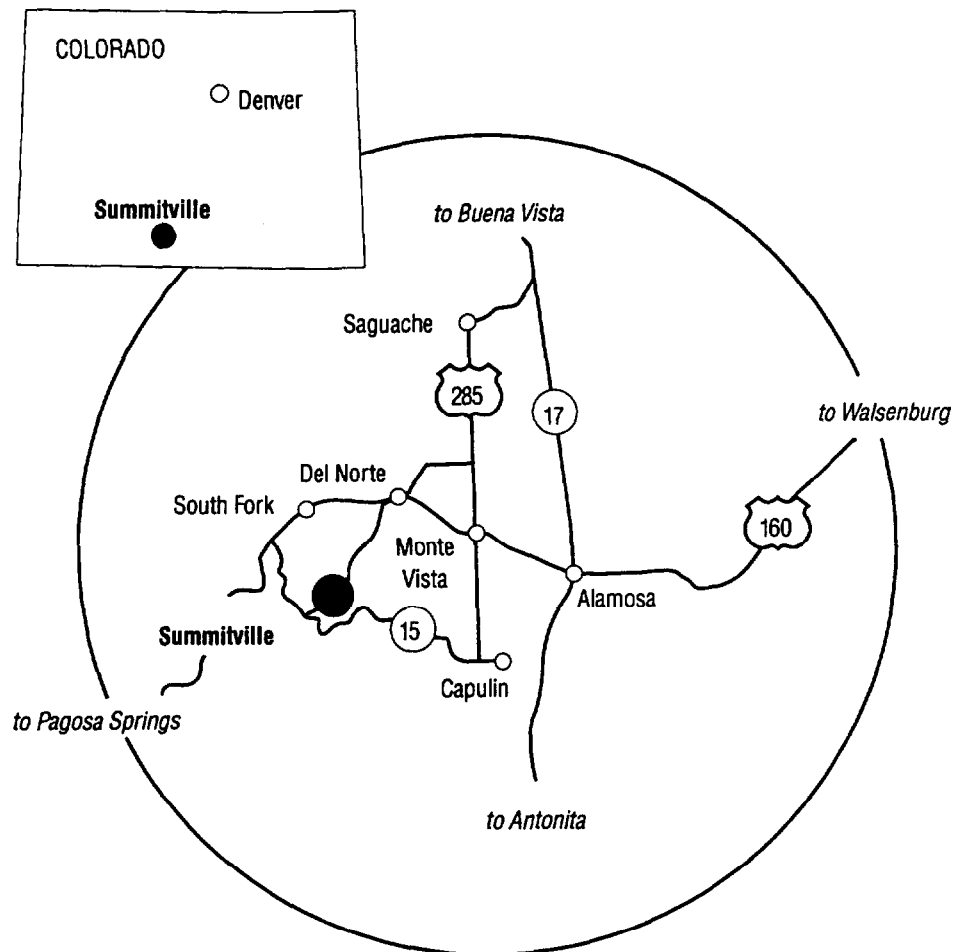 COLORADO
Denver
Summitville
to Buena Vista
Saguache
285
17
to Walsenburg
Del Norte
South Fork
160
Monte
Vista
Alamosa
Summitville
15
Capulin
to Pagosa Springs
to Antonita